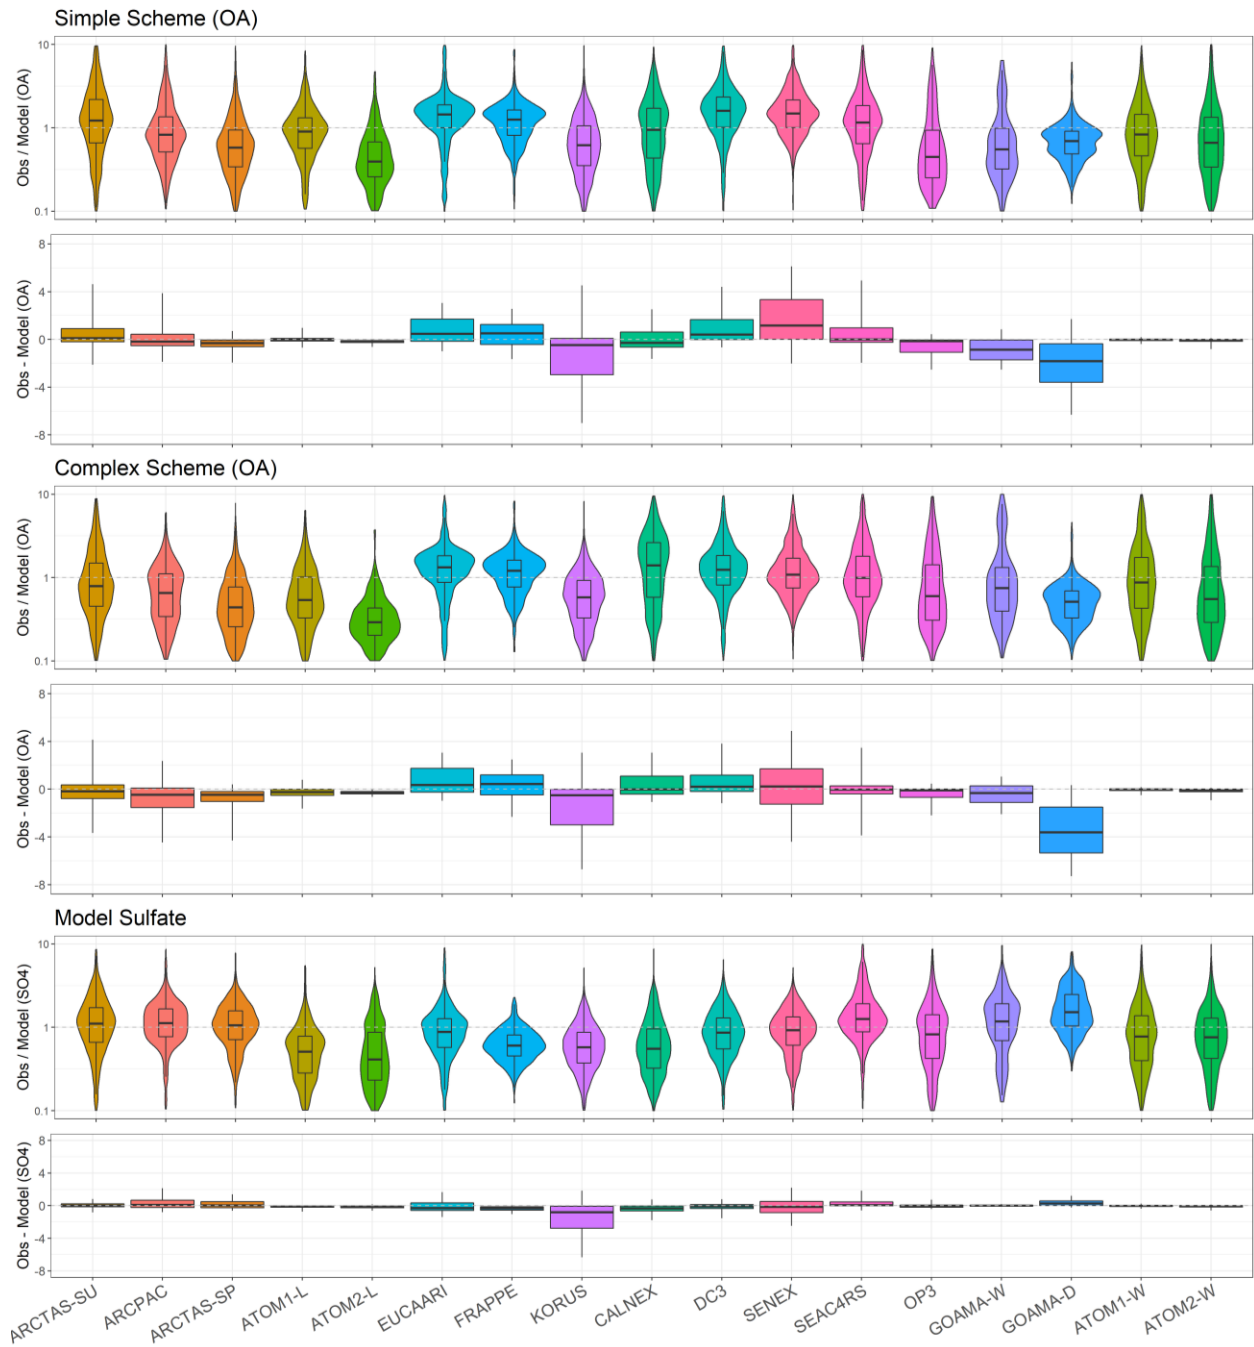 Simple Scheme (OA)
Obs / Model (OA)
10
1
0.1
Obs - Model (OA)
8
4
0
-4
-8
Complex Scheme (OA)
Obs / Model (OA)
10
1
0.1
Obs - Model (OA)
8
4
0
-4
-8
Model Sulfate
Obs / Model (SO4)
10
1
0.1
Obs - Model (SO4)
8
4
0
-4
-8
ARCTAS-SU
ARCPAC
ARCTAS-SP
ATOM1-L
ATOM2-L
EUCAARI
FRAPPE
KORUS
CALNEX
DC3
SENEX
SEAC4RS
OP3
GOAMA-W
GOAMA-D
ATOM1-W
ATOM2-W